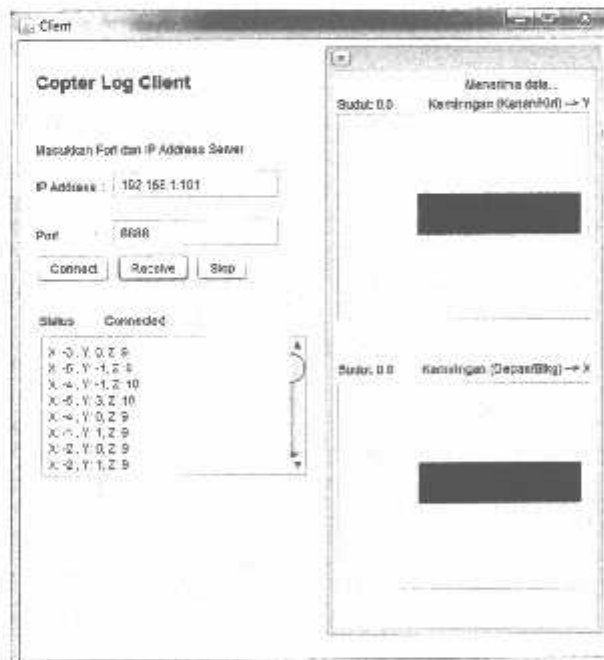 Client
Copter Log Client
Masukkan Port dan IP Address Server
IP Address : 192.168.1.101
Port : 8888
Connect Receive Stop
Status Connected
X: -3, Y: 0, Z: 9
X: -5, Y: -1, Z: 9
X: -4, Y: -1, Z: 10
X: -5, Y: 3, Z: 10
X: -4, Y: 0, Z: 9
X: -1, Y: 1, Z: 9
X: -2, Y: 0, Z: 9
X: -2, Y: 1, Z: 9
Menerima data...
Sudut: 0.0 Kemiringan (Kanan/Kiri) --> Y
Sudut: 0.0 Kemiringan (Depan/Blkg) --> X